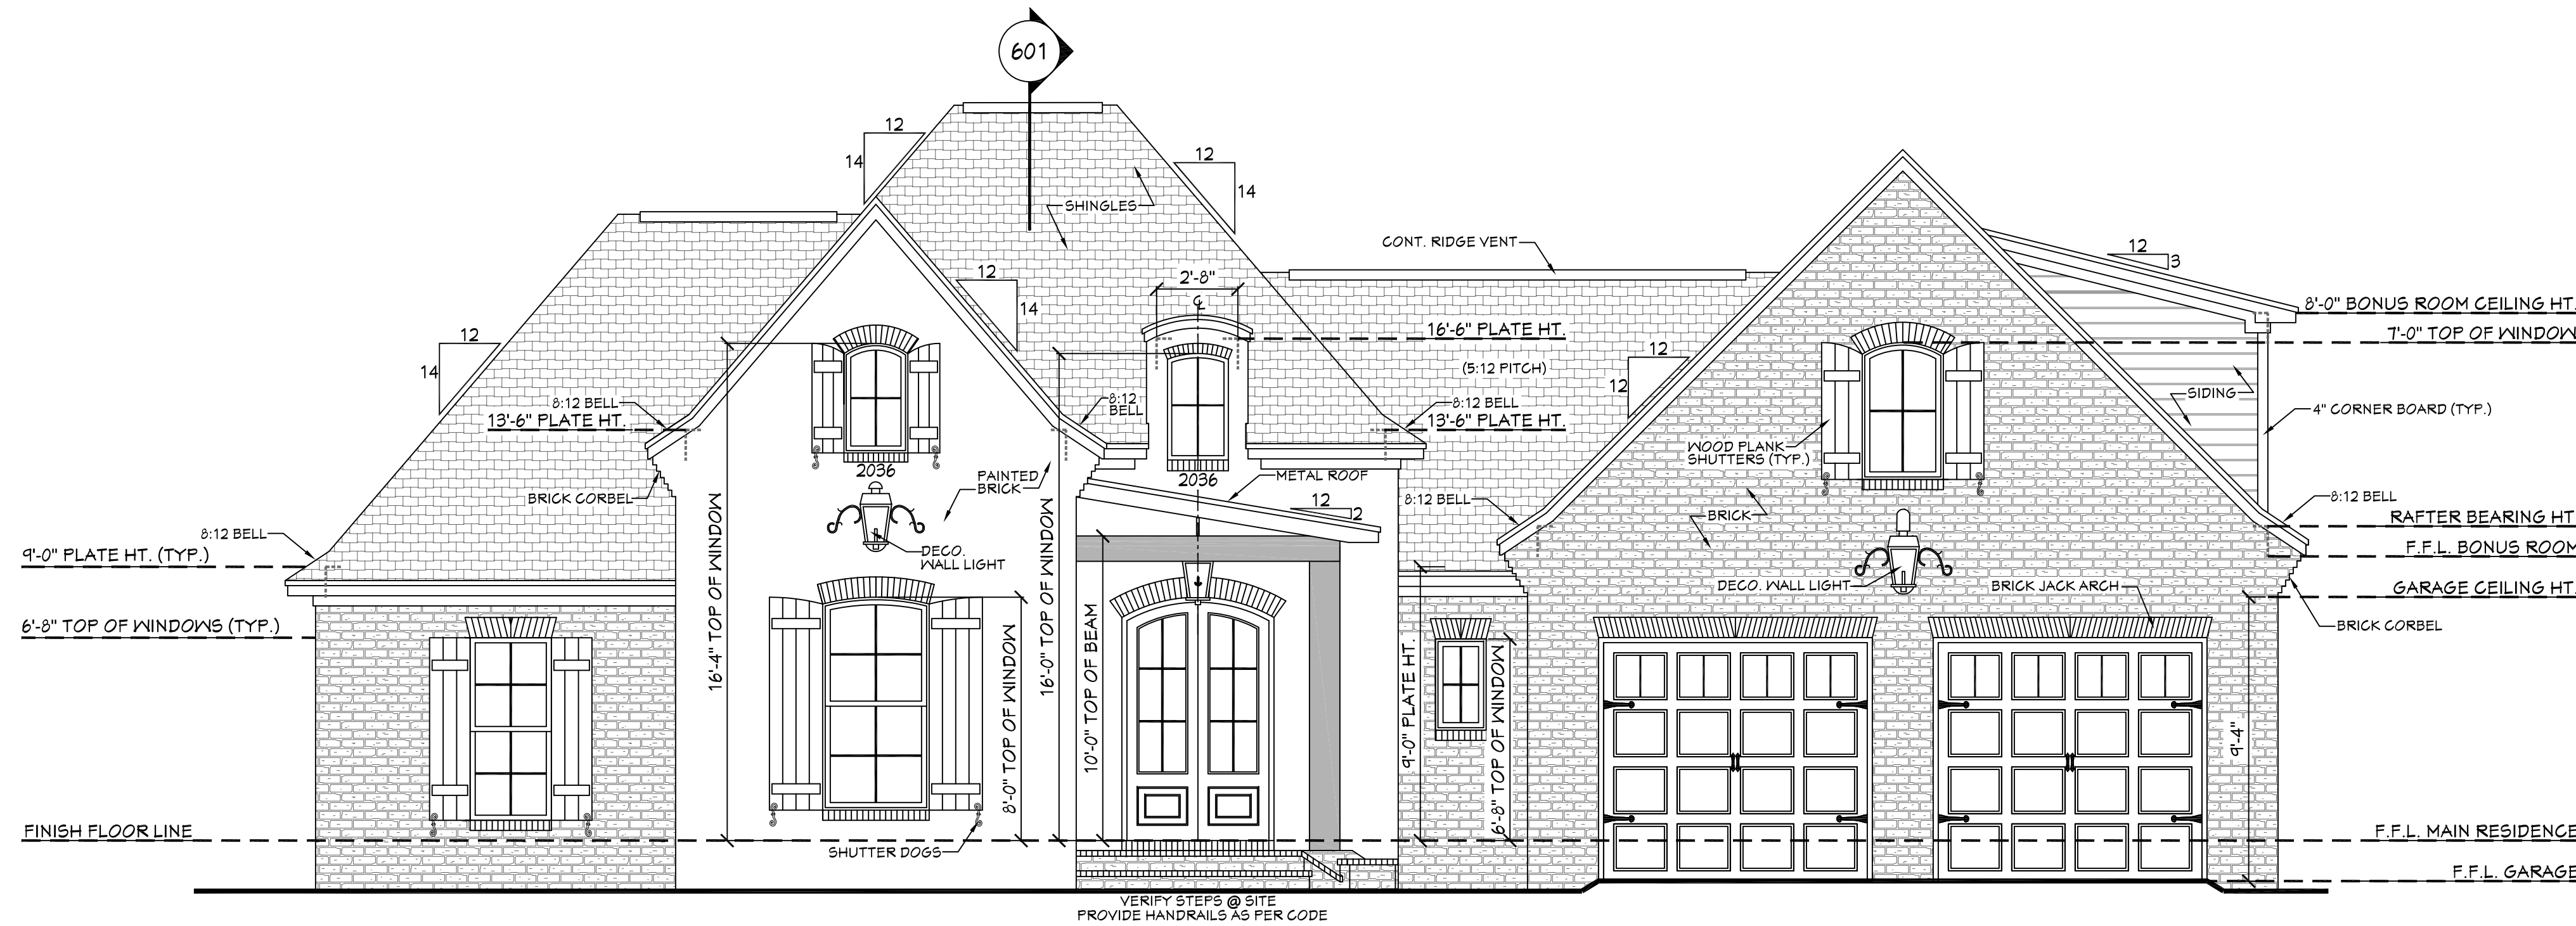 601
12
14
12
14
SHINGLES
CONT. RIDGE VENT
12
3
2'-8"
12
14
℄
8'-0" BONUS ROOM CEILING HT.
16'-6" PLATE HT.
7'-0" TOP OF WINDOW
12
14
12
12
(5:12 PITCH)
SIDING
8:12 BELL
8:12
BELL
8:12 BELL
4" CORNER BOARD (TYP.)
13'-6" PLATE HT.
13'-6" PLATE HT.
WOOD PLANK
SHUTTERS (TYP.)
2036
2036
PAINTED
BRICK
METAL ROOF
BRICK CORBEL
8:12 BELL
8:12 BELL
12
2
BRICK
RAFTER BEARING HT.
8:12 BELL
9'-0" PLATE HT. (TYP.)
DECO.
WALL LIGHT
F.F.L. BONUS ROOM
DECO. WALL LIGHT
BRICK JACK ARCH
GARAGE CEILING HT.
6'-8" TOP OF WINDOWS (TYP.)
BRICK CORBEL
16'-4" TOP OF WINDOW
8'-0" TOP OF WINDOW
16'-0" TOP OF WINDOW
10'-0" TOP OF BEAM
9'-0" PLATE HT.
6'-8" TOP OF WINDOW
9'-4"
FINISH FLOOR LINE
F.F.L. MAIN RESIDENCE
SHUTTER DOGS
F.F.L. GARAGE
VERIFY STEPS @ SITE
PROVIDE HANDRAILS AS PER CODE